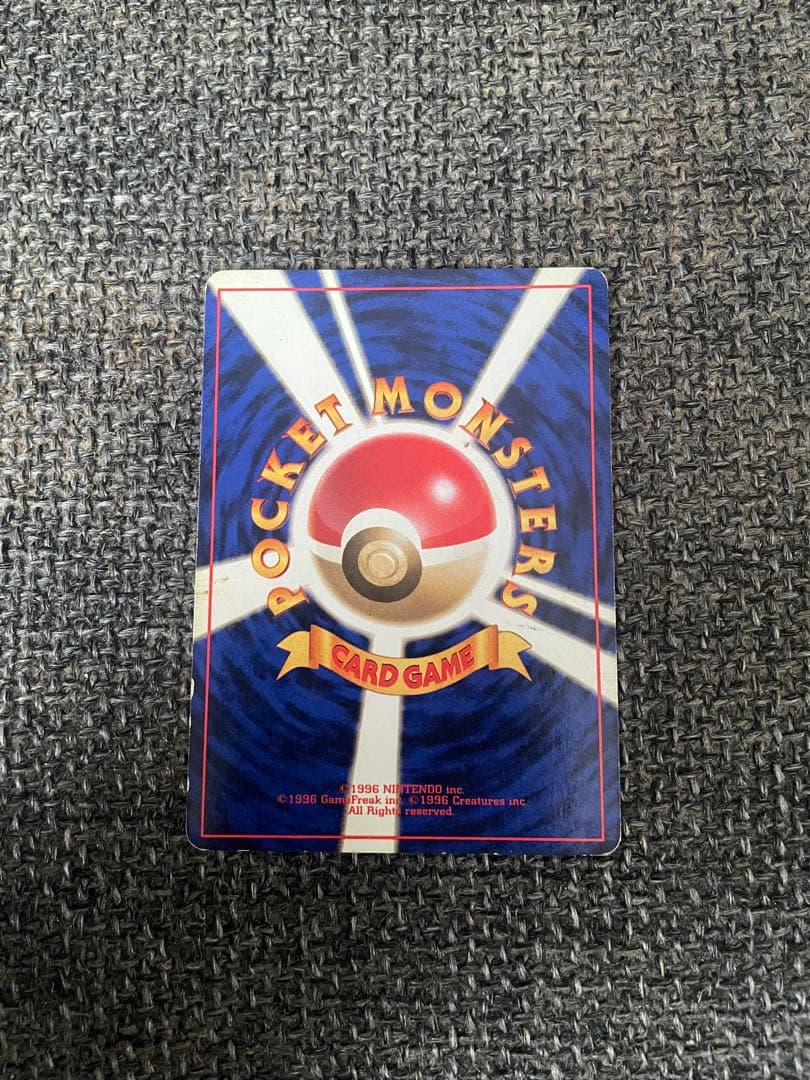 POCKET MONSTERS
CARD GAME
©1996 NINTENDO inc.
©1996 GameFreak inc. ©1996 Creatures inc
All Rights reserved.